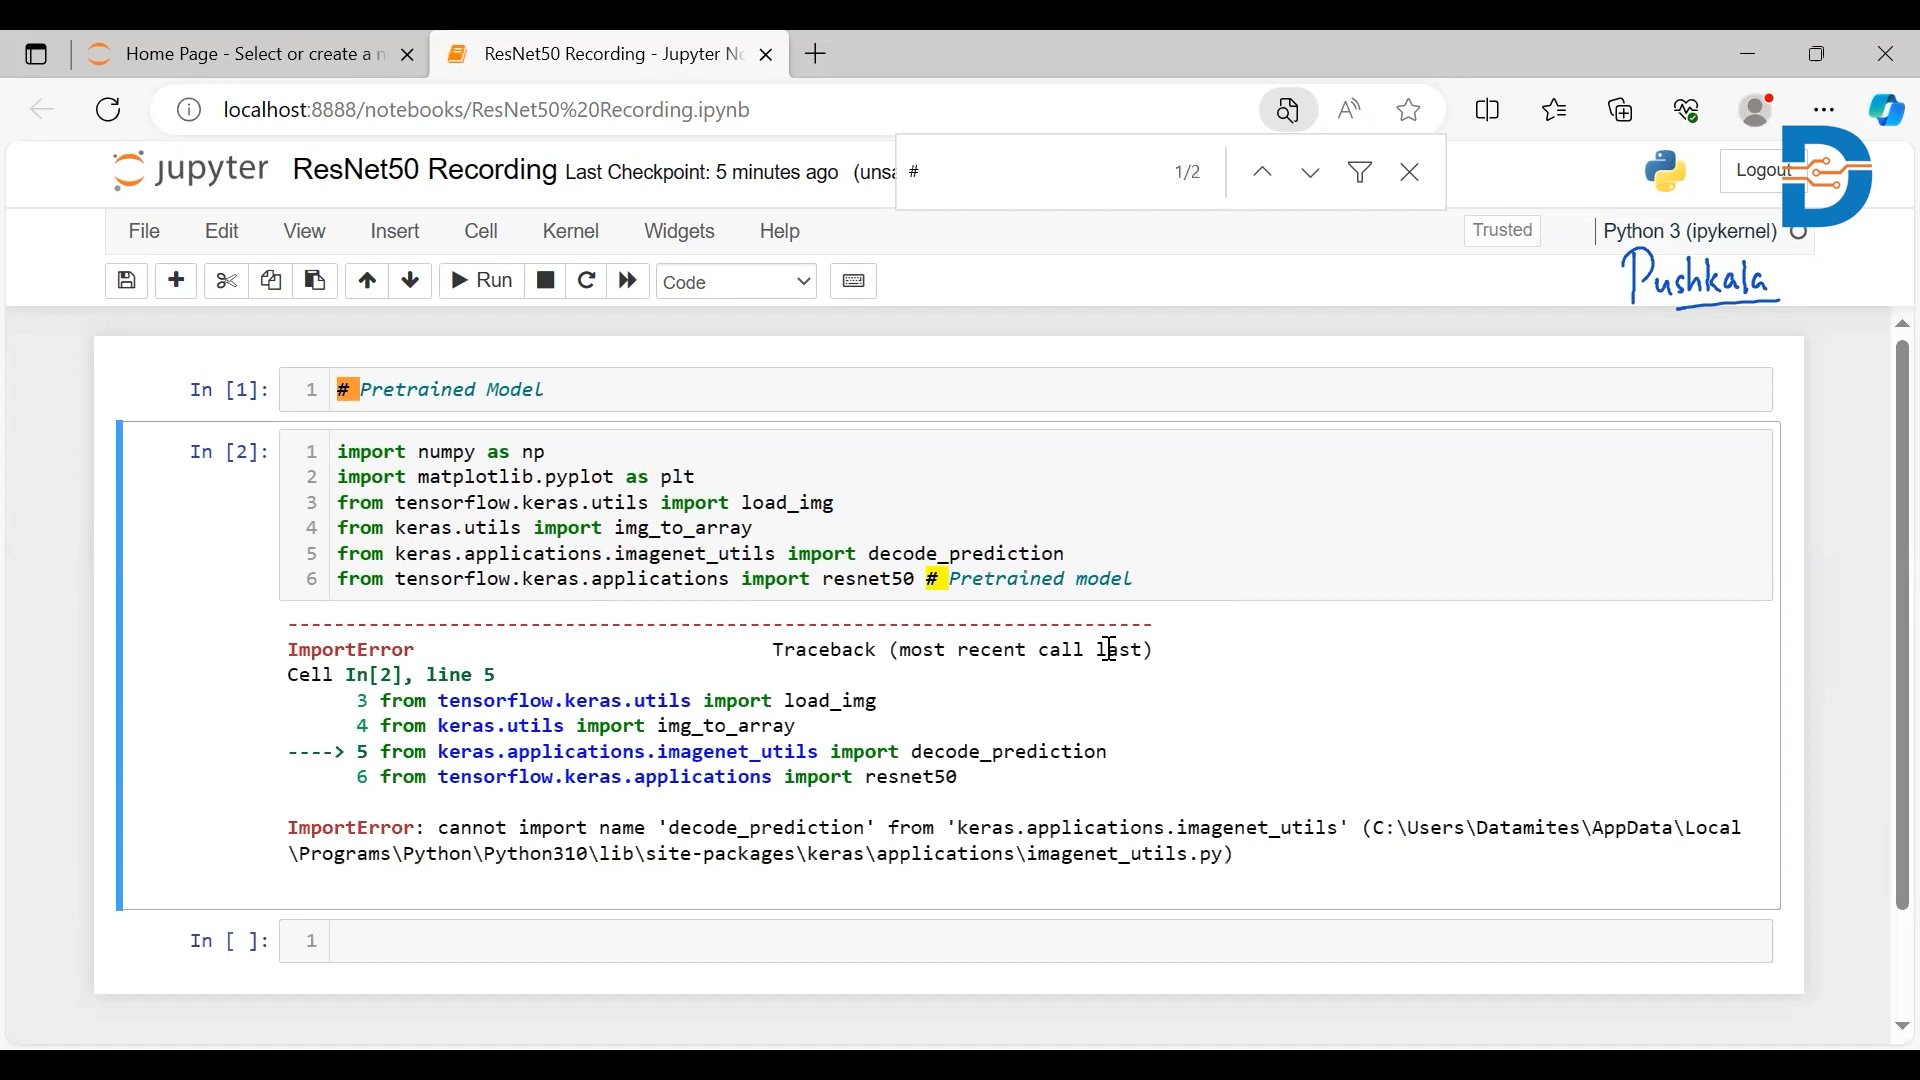 Home Page - Select or create a n
ResNet50 Recording - Jupyter No
localhost:8888/notebooks/ResNet50%20Recording.ipynb
jupyter ResNet50 Recording Last Checkpoint: 5 minutes ago (unsa
# 1/2
Logout
File Edit View Insert Cell Kernel Widgets Help
Trusted Python 3 (ipykernel)
Run Code
Pushkala
In [1]: 1 # Pretrained Model
In [2]: 1 import numpy as np
2 import matplotlib.pyplot as plt
3 from tensorflow.keras.utils import load_img
4 from keras.utils import img_to_array
5 from keras.applications.imagenet_utils import decode_prediction
6 from tensorflow.keras.applications import resnet50 # Pretrained model
---------------------------------------------------------------------------
ImportError Traceback (most recent call last)
Cell In[2], line 5
3 from tensorflow.keras.utils import load_img
4 from keras.utils import img_to_array
----> 5 from keras.applications.imagenet_utils import decode_prediction
6 from tensorflow.keras.applications import resnet50
ImportError: cannot import name 'decode_prediction' from 'keras.applications.imagenet_utils' (C:\Users\Datamites\AppData\Local
\Programs\Python\Python310\lib\site-packages\keras\applications\imagenet_utils.py)
In [ ]: 1